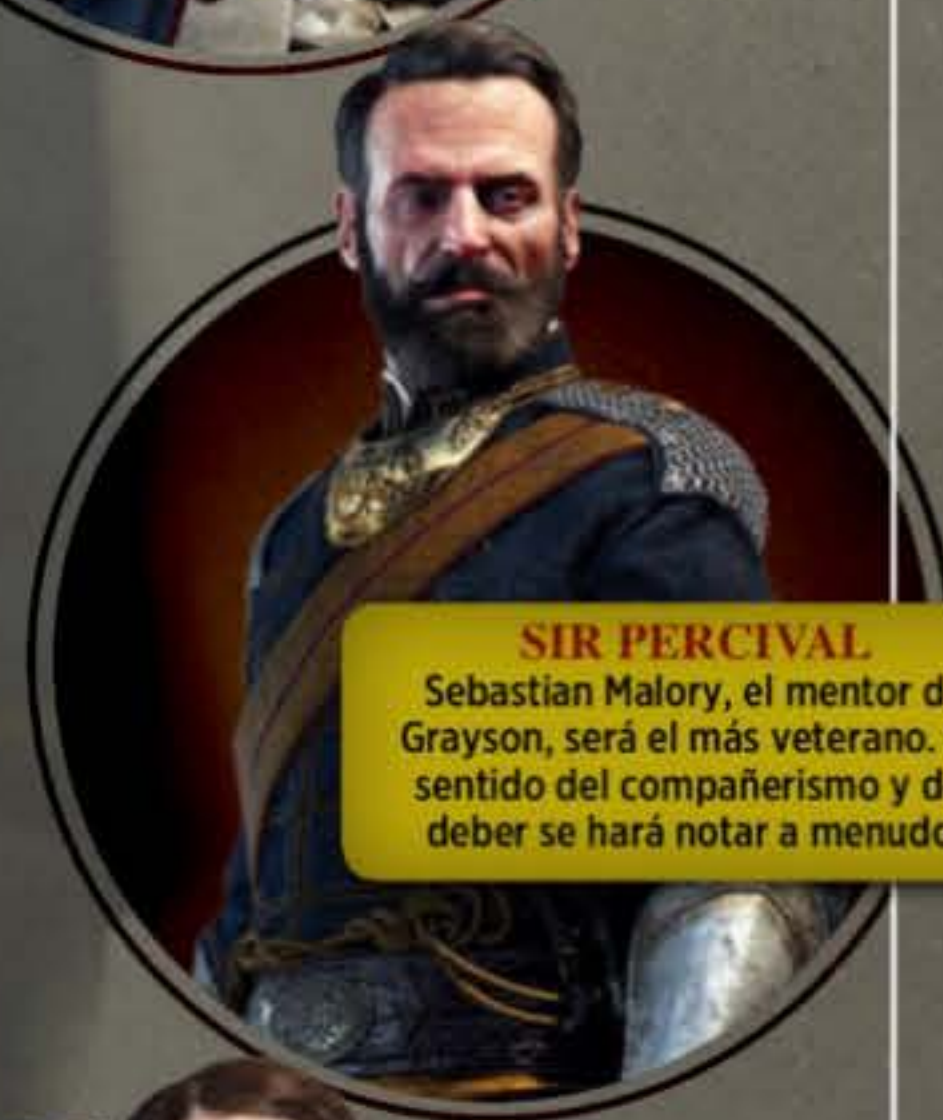 SIR PERCIVAL
Sebastian Malory, el mentor d
Grayson, será el más veterano.
sentido del compañerismo y d
deber se hará notar a menudo